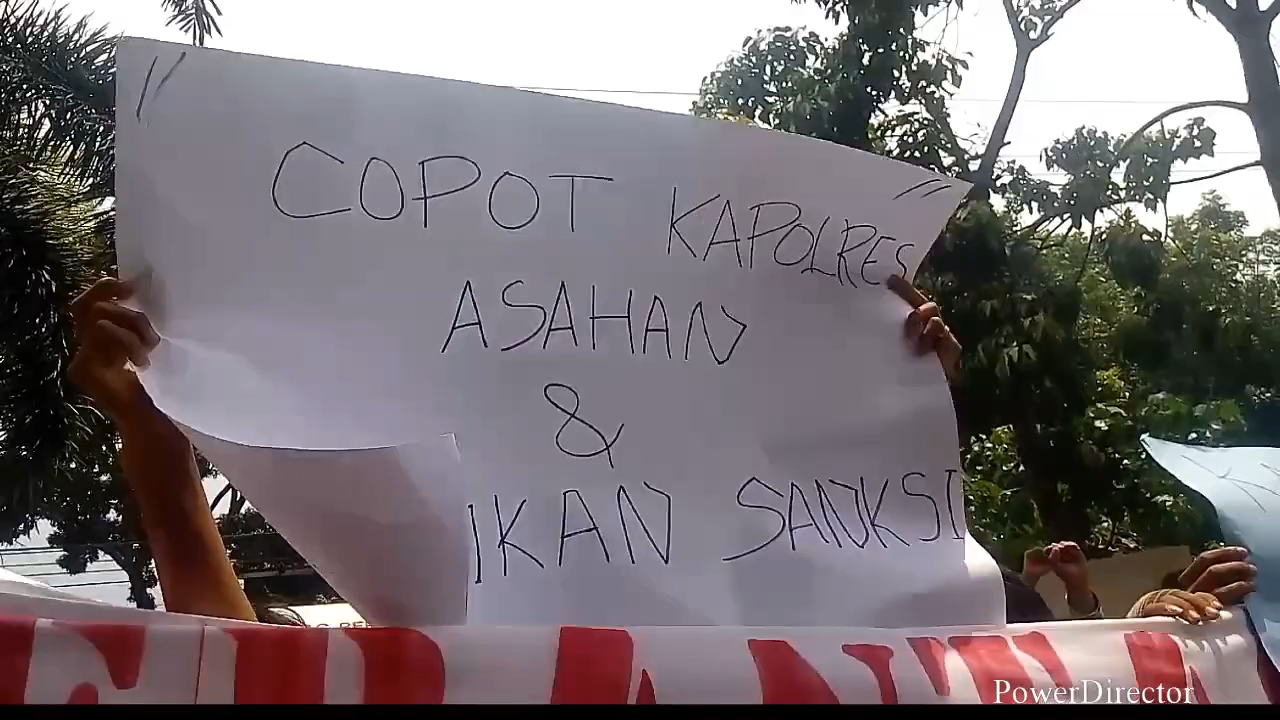 " COPOT KAPOLRES "
ASAHAN
&
IKAN SANKSI
PowerDirector